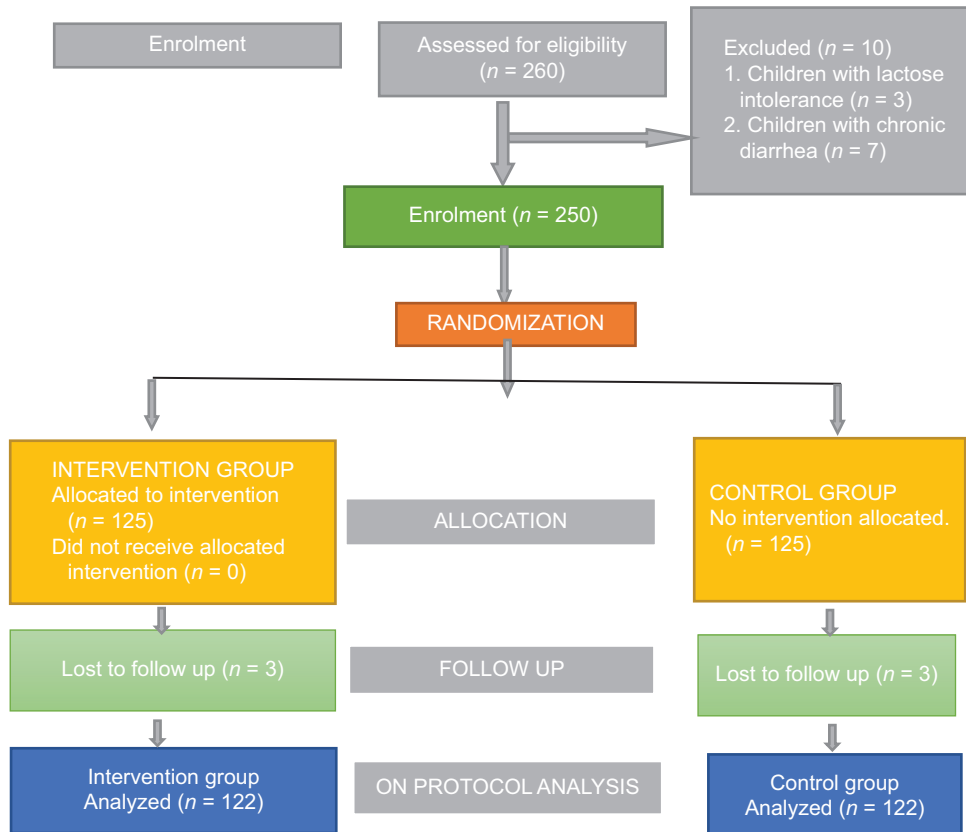 Enrolment
Assessed for eligibility
(n = 260)
Excluded (n = 10)
1. Children with lactose
intolerance (n = 3)
2. Children with chronic
diarrhea (n = 7)
Enrolment (n = 250)
RANDOMIZATION
INTERVENTION GROUP
Allocated to intervention
(n = 125)
Did not receive allocated
intervention (n = 0)
ALLOCATION
CONTROL GROUP
No intervention allocated.
(n = 125)
Lost to follow up (n = 3)
FOLLOW UP
Lost to follow up (n = 3)
Intervention group
Analyzed (n = 122)
ON PROTOCOL ANALYSIS
Control group
Analyzed (n = 122)